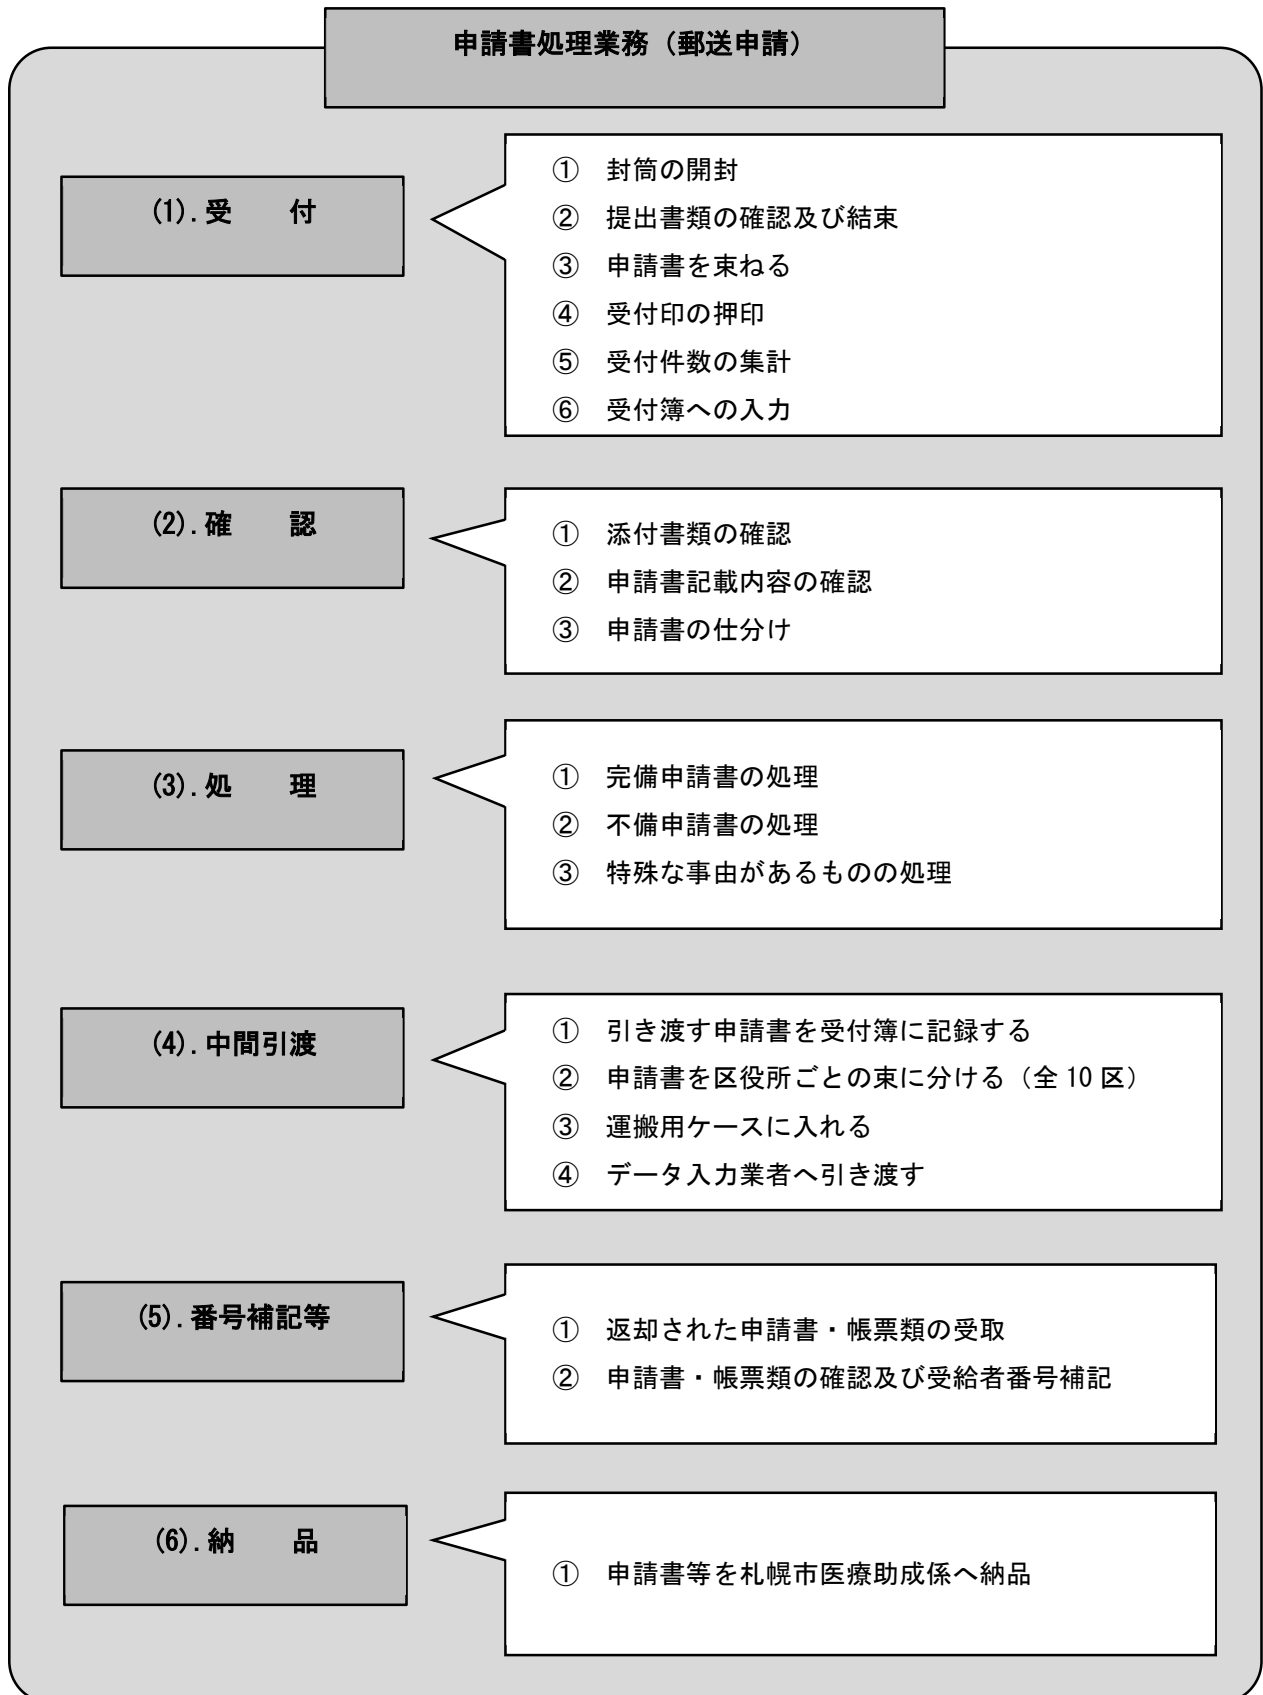 申請書処理業務（郵送申請）
(1).受　　付
① 封筒の開封
② 提出書類の確認及び結束
③ 申請書を束ねる
④ 受付印の押印
⑤ 受付件数の集計
⑥ 受付簿への入力
(2).確　　認
① 添付書類の確認
② 申請書記載内容の確認
③ 申請書の仕分け
(3).処　　理
① 完備申請書の処理
② 不備申請書の処理
③ 特殊な事由があるものの処理
(4).中間引渡
① 引き渡す申請書を受付簿に記録する
② 申請書を区役所ごとの束に分ける（全 10 区）
③ 運搬用ケースに入れる
④ データ入力業者へ引き渡す
(5).番号補記等
① 返却された申請書・帳票類の受取
② 申請書・帳票類の確認及び受給者番号補記
(6).納　　品
① 申請書等を札幌市医療助成係へ納品